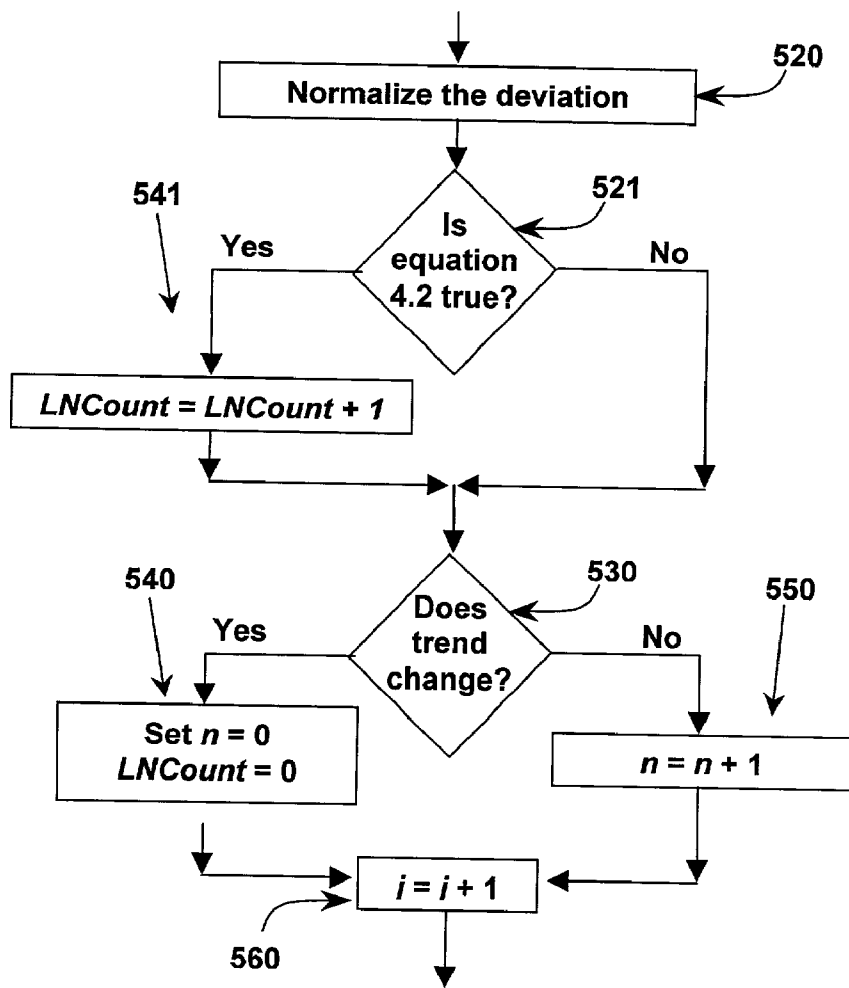 520
Normalize the deviation
541
521
Is
equation
4.2 true?
Yes
No
LNCount = LNCount + 1
540
530
550
Does
trend
change?
Yes
No
Set n = 0
LNCount = 0
n = n + 1
j = j + 1
560